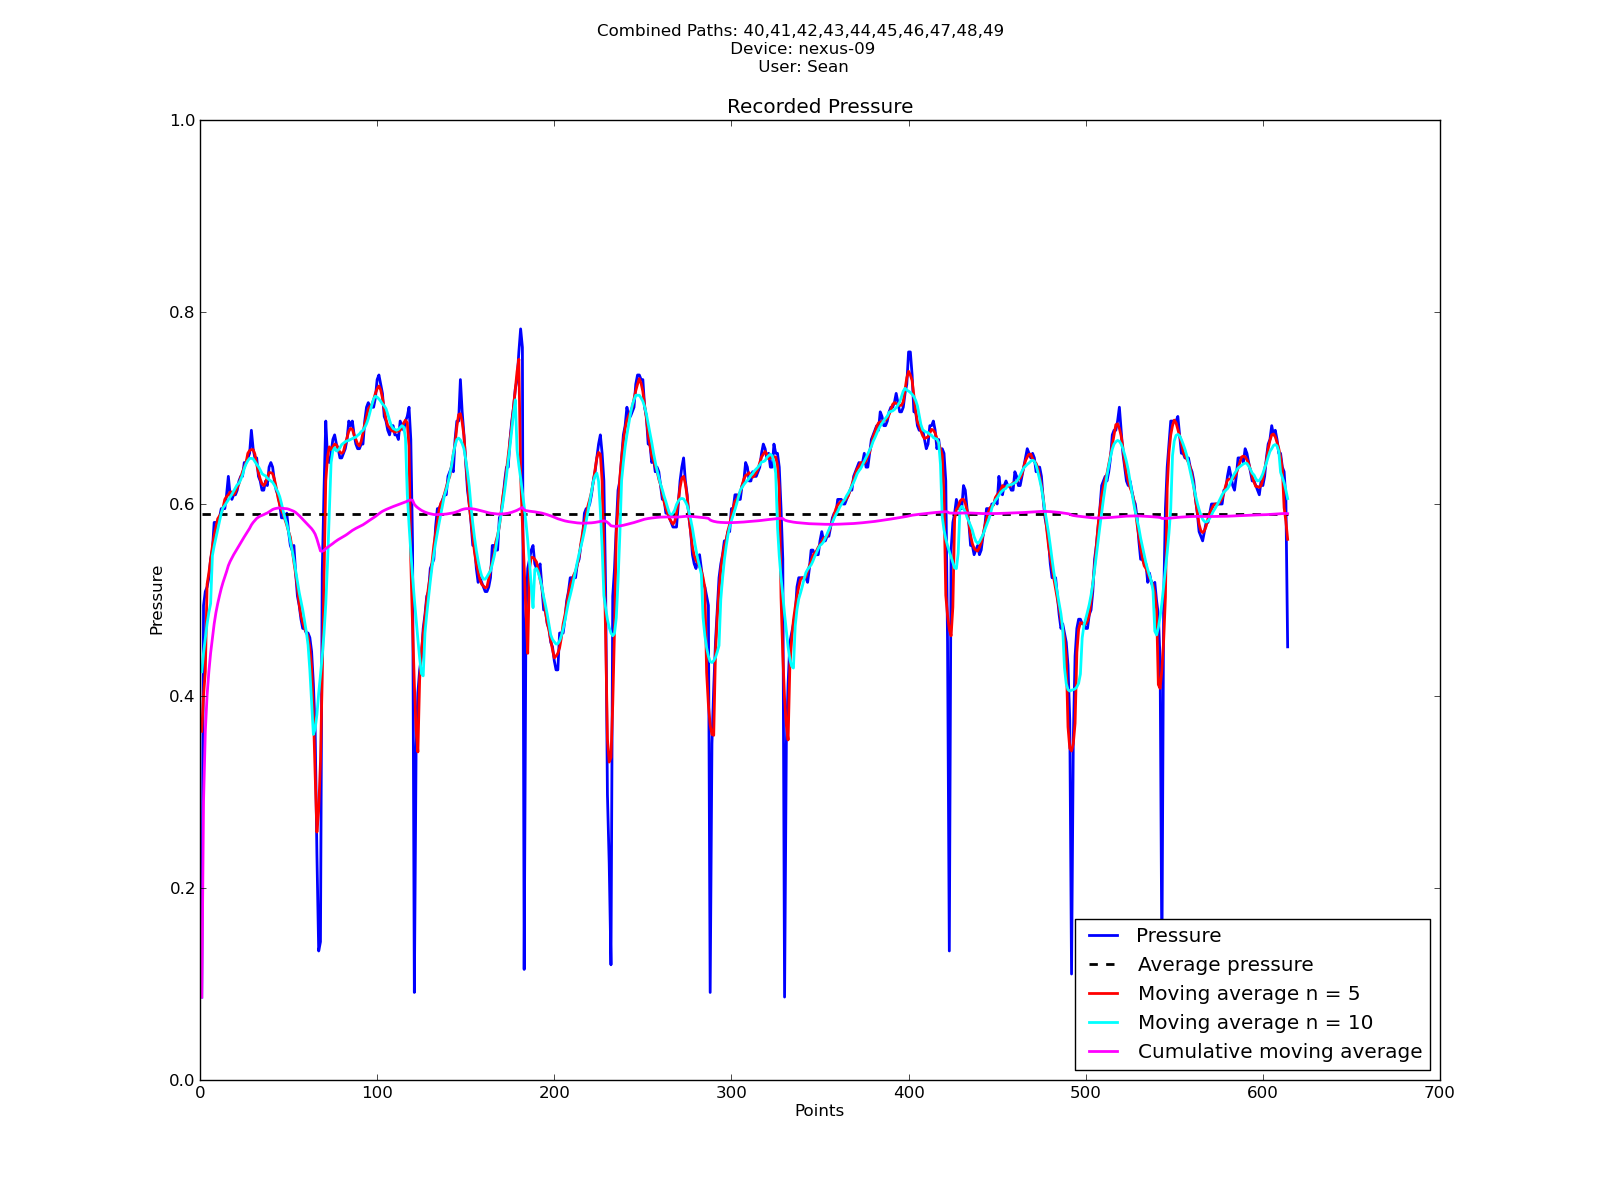 Combined Paths: 40,41,42,43,44,45,46,47,48,49
Device: nexus-09
User: Sean
Recorded Pressure
1.0
0.8
0.6
0.4
0.2
0.0
Pressure
0 100 200 300 400 500 600 700
Points
Pressure
Average pressure
Moving average n = 5
Moving average n = 10
Cumulative moving average